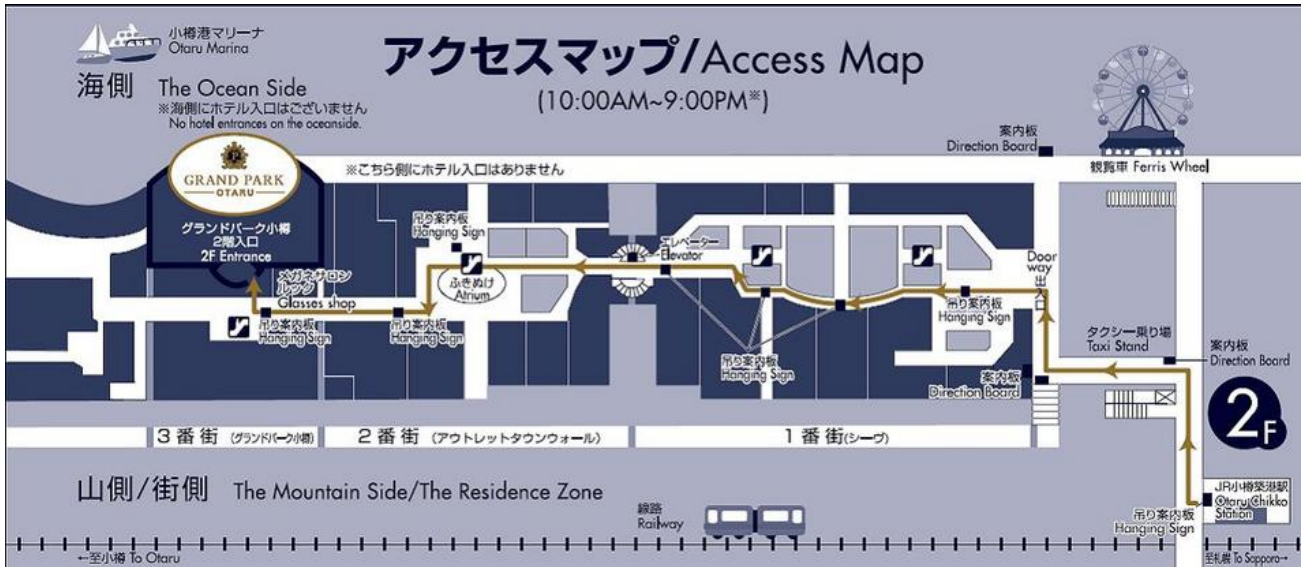 小樽港マリーナ
Otaru Marina
海側 The Ocean Side
※海側にホテル入口はございません
No hotel entrances on the oceanside.
アクセスマップ/Access Map
(10:00AM~9:00PM※)
案内板
Direction Board
観覧車 Ferris Wheel
※こちら側にホテル入口はありません
GRAND PARK
OTARU
グランドパーク小樽
2階入口
2F Entrance
メガネサロン
ルック
Glasses shop
吊り案内板
Hanging Sign
吊り案内板
Hanging Sign
吊り案内板
Hanging Sign
ふきぬけ
Atrium
エレベーター
Elevator
吊り案内板
Hanging Sign
吊り案内板
Hanging Sign
Door
way
出入口
案内板
Direction Board
タクシー乗り場
Taxi Stand
案内板
Direction Board
2F
3番街 (グランドパーク小樽)
2番街 (アウトレットタウンウォール)
1番街(シーヴ)
山側/街側 The Mountain Side/The Residence Zone
線路
Railway
JR小樽築港駅
Otaru Chikko
Station
吊り案内板
Hanging Sign
←至小樽 To Otaru
至札幌 To Sapporo→